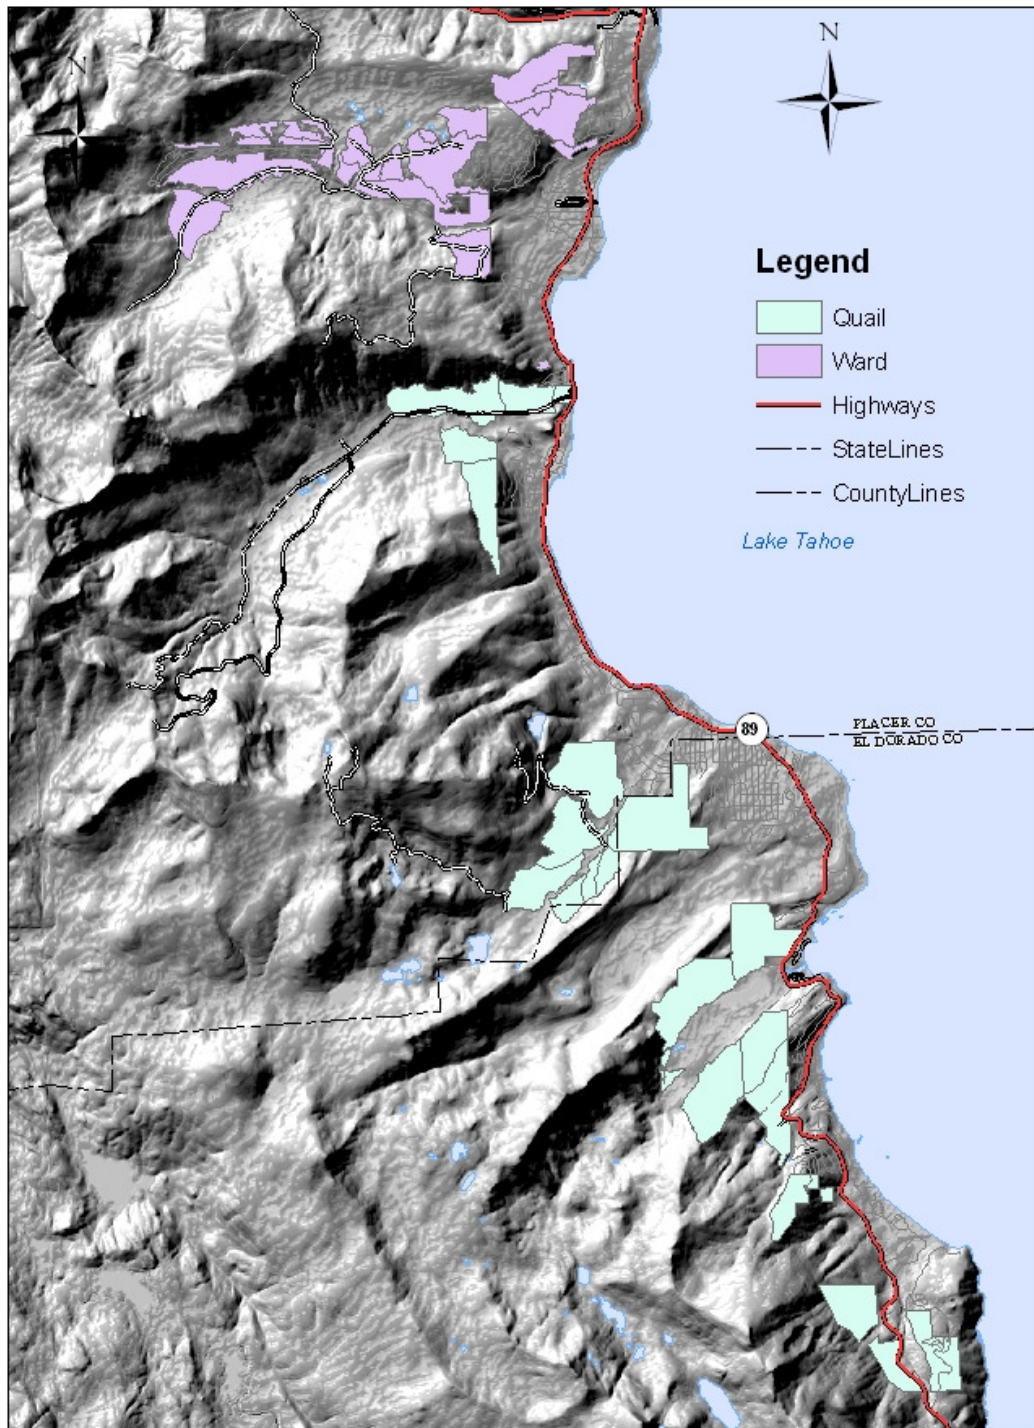 N
N
Legend
Quail
Ward
Highways
StateLines
CountyLines
Lake Tahoe
89
PLACER CO
EL DORADO CO